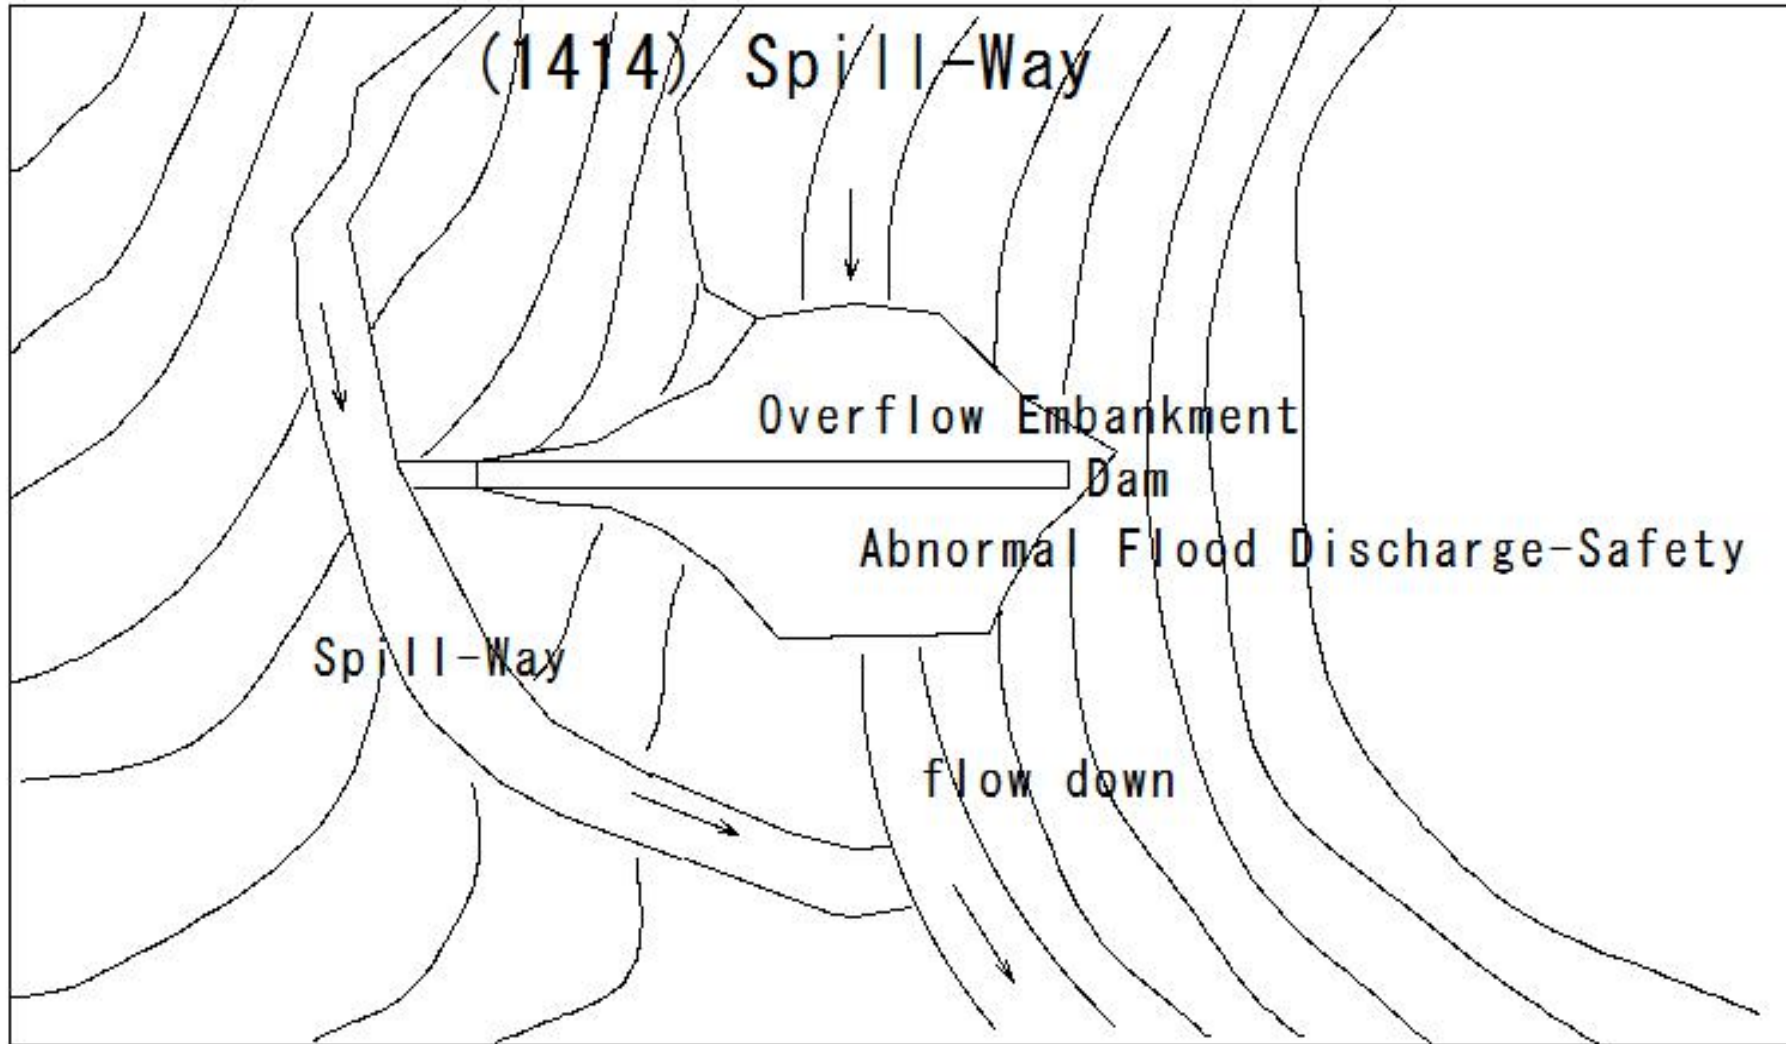 (1414) Spill-Way
Overflow Embankment
Dam
Abnormal Flood Discharge-Safety
Spill-Way
flow down